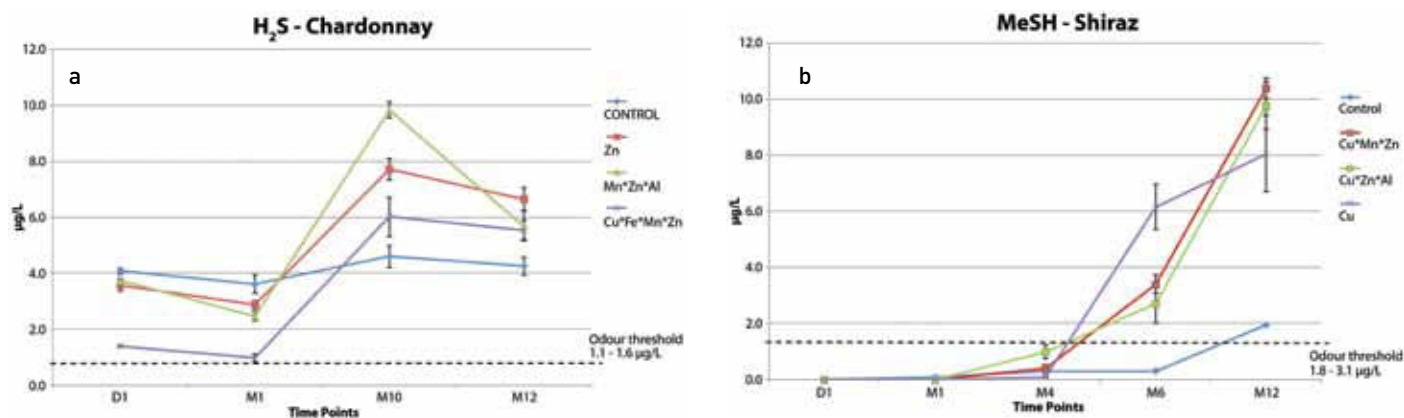 H₂S - Chardonnay
a
12.0
10.0
8.0
6.0
4.0
2.0
0.0
µg/L
D1
M1
M10
M12
Time Points
CONTROL
Zn
Mn*Zn*Al
Cu*Fe*Mn*Zn
Odour threshold
1.1 - 1.6 µg/L
MeSH - Shiraz
b
12.0
10.0
8.0
6.0
4.0
2.0
0.0
µg/L
D1
M1
M4
M6
M12
Time Points
Control
Cu*Mn*Zn
Cu*Zn*Al
Cu
Odour threshold
1.8 - 3.1 µg/L